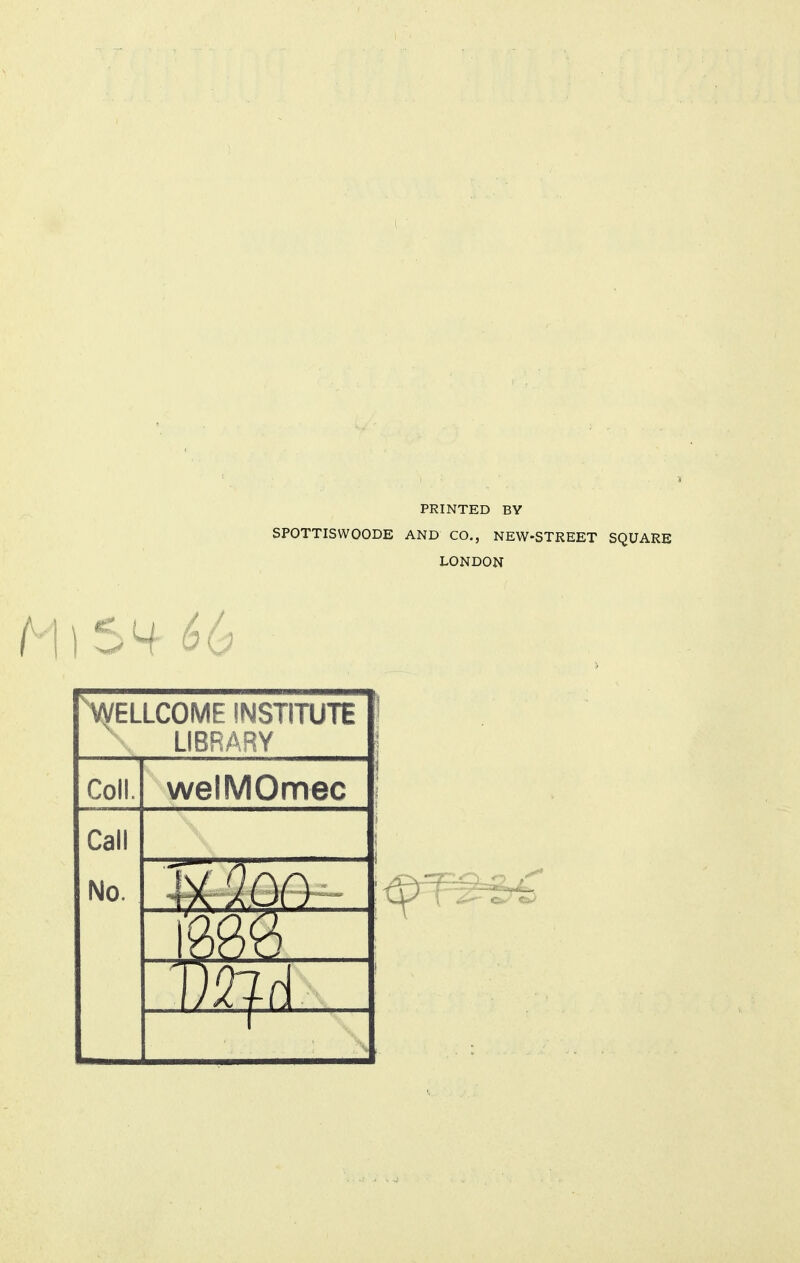 PRINTED BY
SPOTTISWOODE AND CO., NEW-STREET SQUARE
LONDON
M15466
WELLCOME INSTITUTE
LIBRARY
Coll. welMOmec
Call
No.
1888
D27d